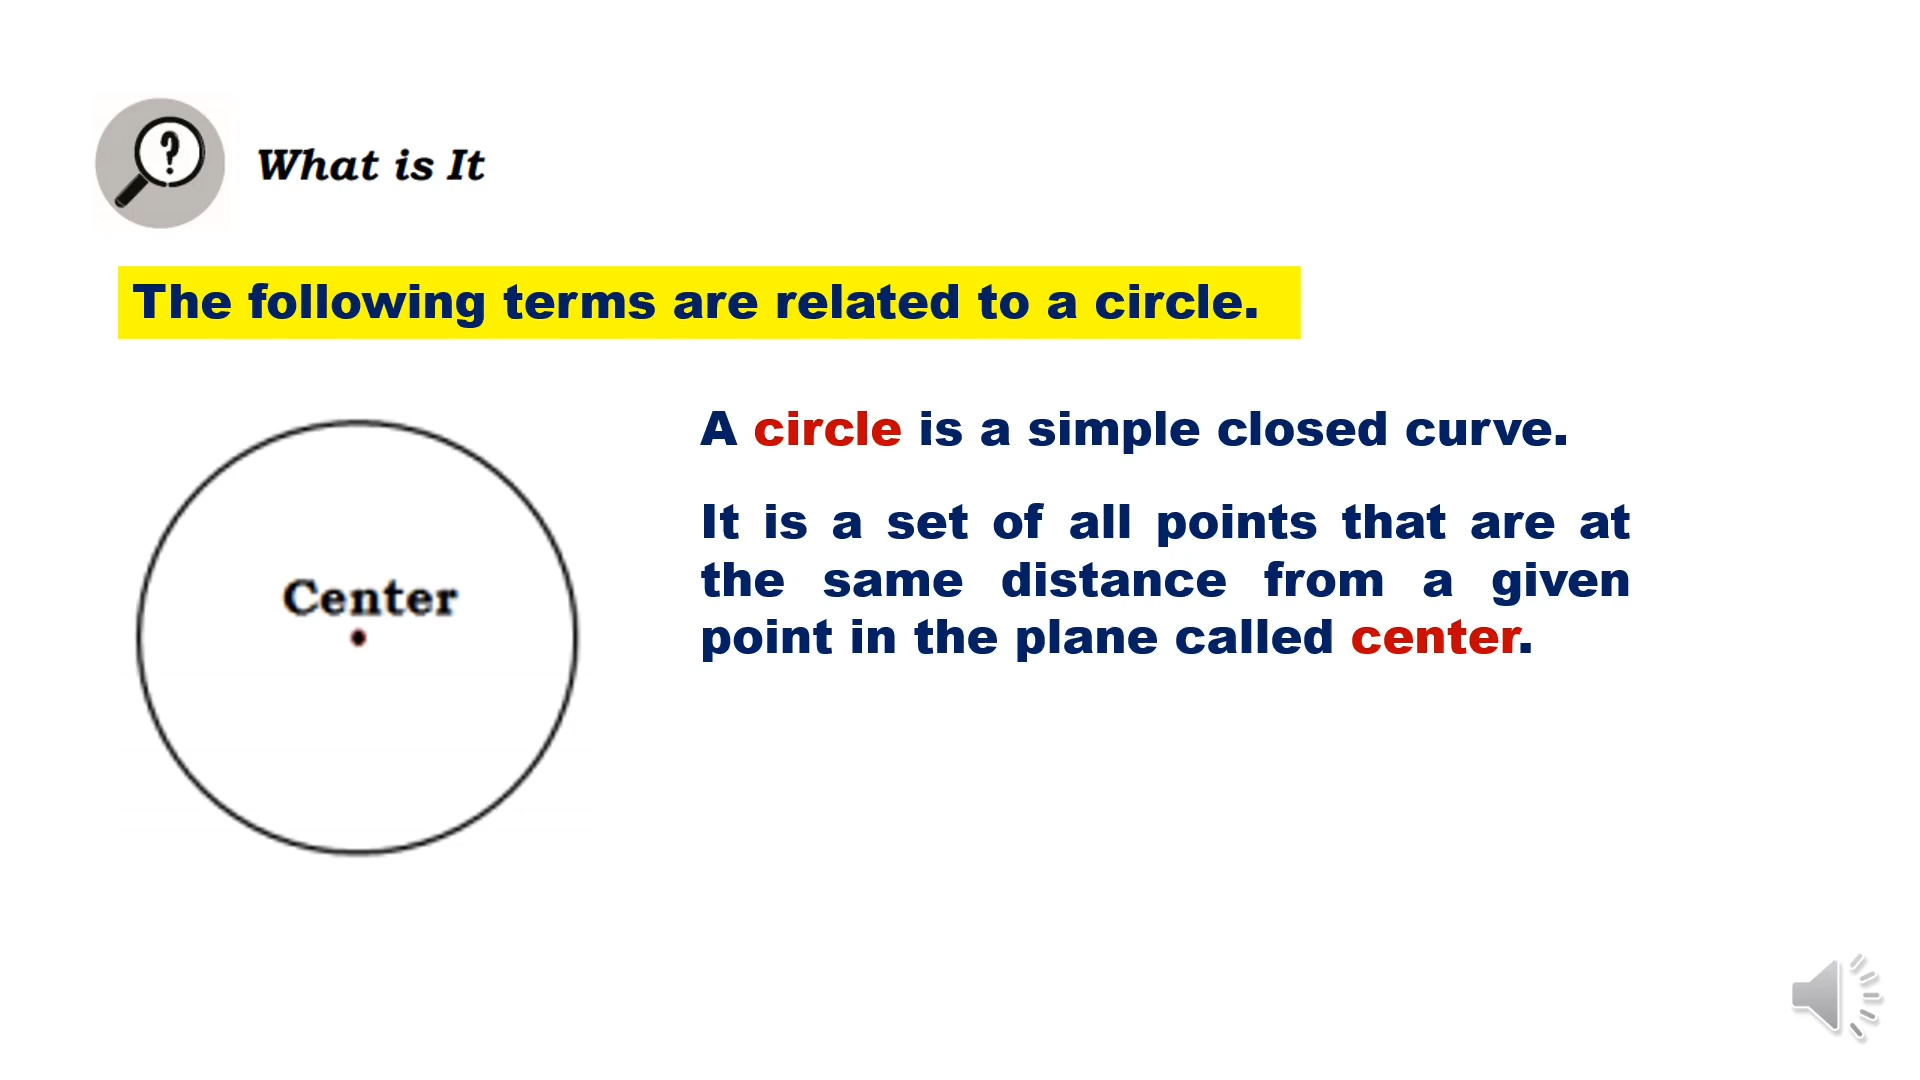 ?
What is It
The following terms are related to a circle.
Center
A circle is a simple closed curve.
It is a set of all points that are at
the same distance from a given
point in the plane called center.